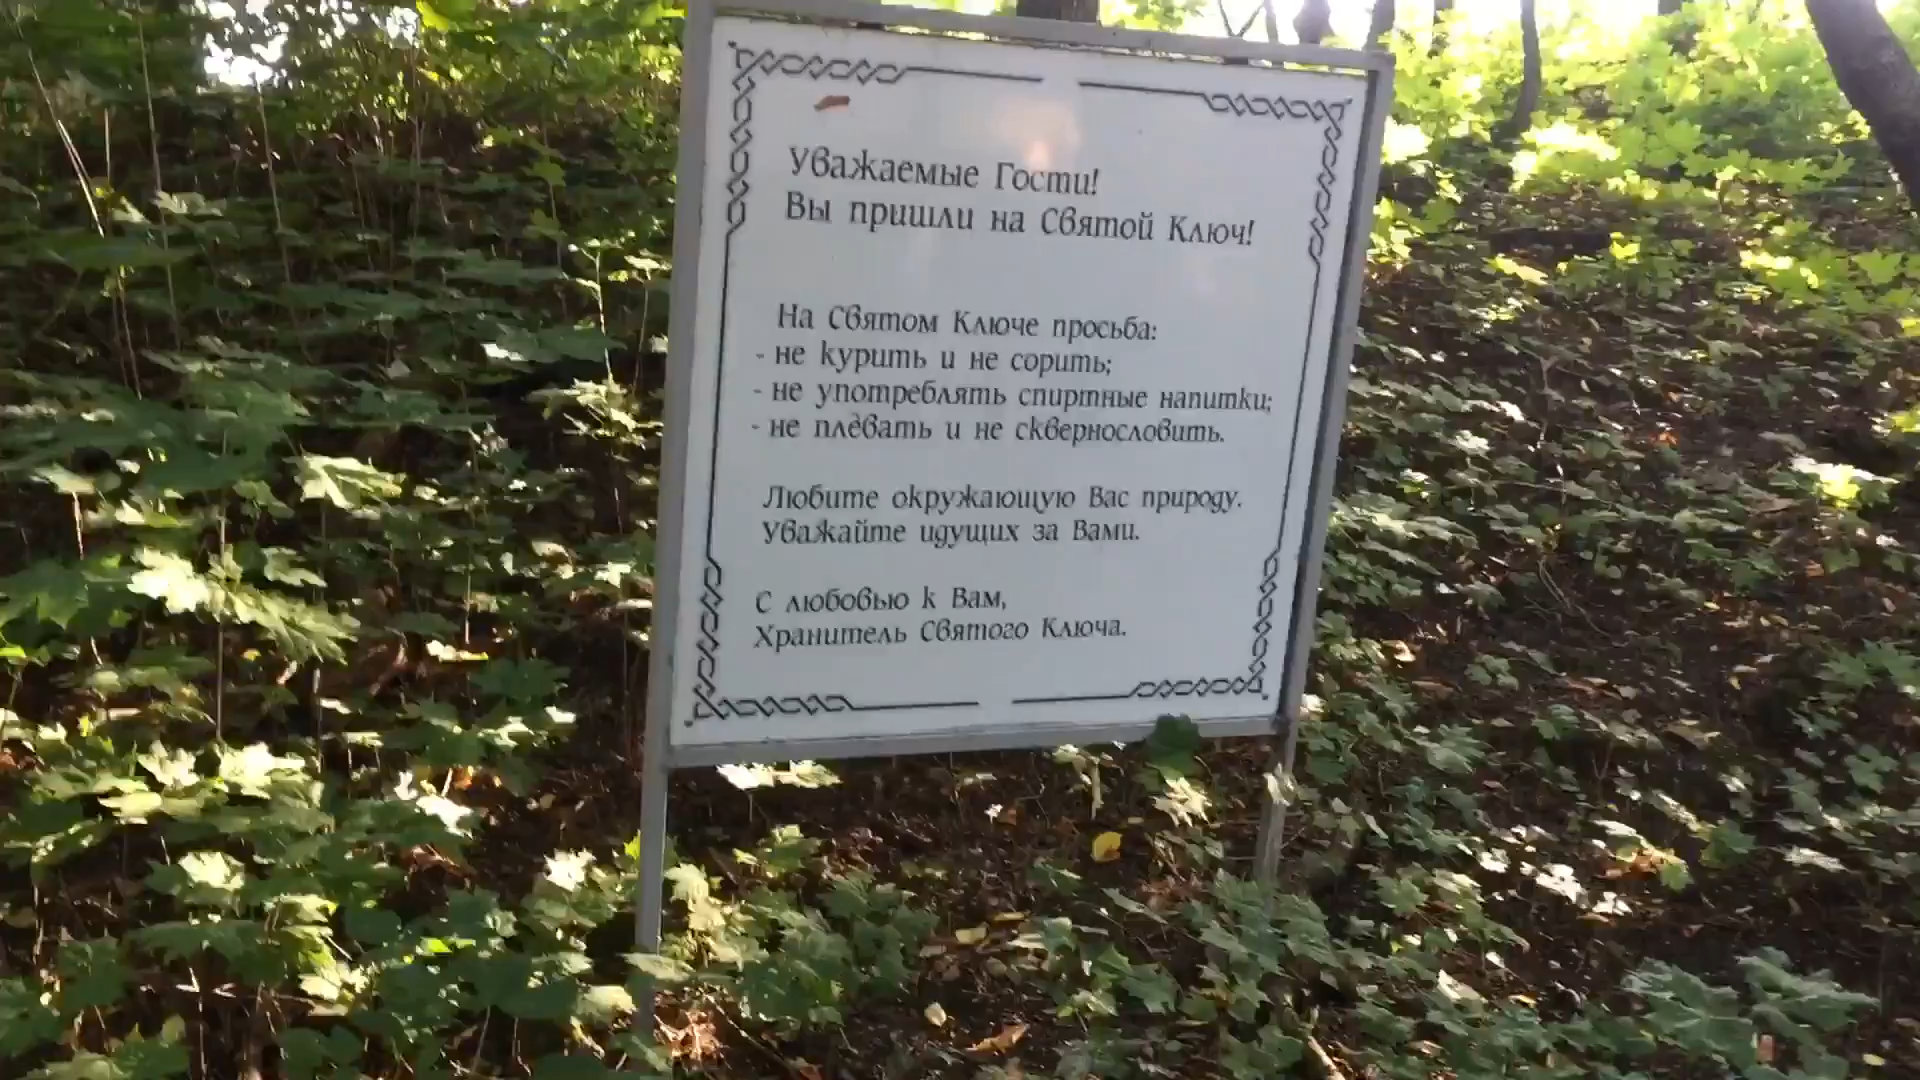 Уважаемые Гости!
Вы пришли на Святой Ключ!
На Святом Ключе просьба:
- не курить и не сорить;
- не употреблять спиртные напитки;
- не плёвать и не сквернословить.
Любите окружающую Вас природу.
Уважайте идущих за Вами.
С любовью к Вам,
Хранитель Святого Ключа.